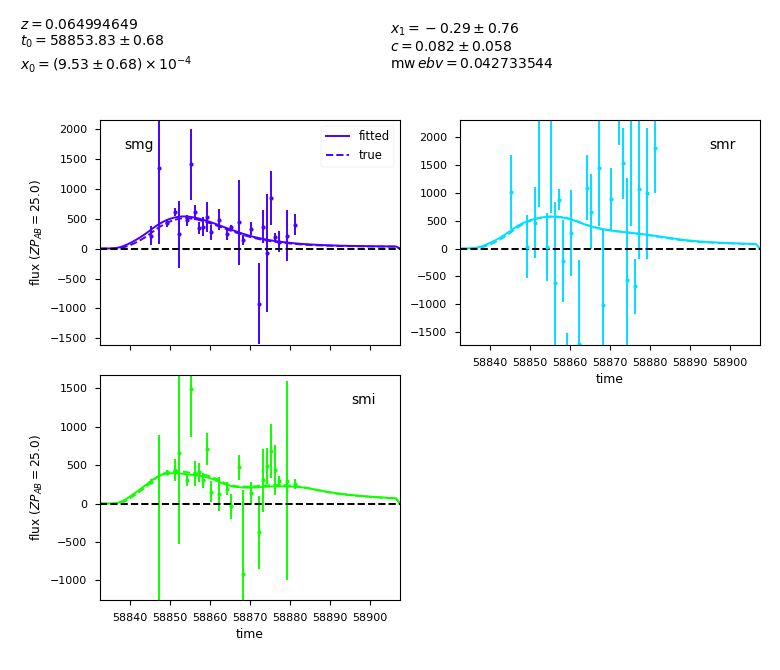 z = 0.064994649
t₀ = 58853.83 ± 0.68
x₀ = (9.53 ± 0.68) × 10⁻⁴
x₁ = −0.29 ± 0.76
c = 0.082 ± 0.058
mw ebv = 0.042733544
smg
fitted
true
2000
1500
1000
500
0
−500
−1000
−1500
flux (ZP_AB = 25.0)
smr
2000
1500
1000
500
0
−500
−1000
−1500
58840 58850 58860 58870 58880 58890 58900
time
smi
1500
1000
500
0
−500
−1000
flux (ZP_AB = 25.0)
58840 58850 58860 58870 58880 58890 58900
time